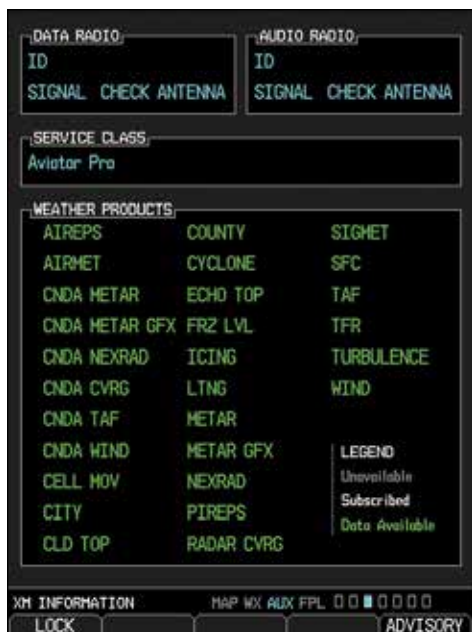 DATA RADIO
ID
SIGNAL CHECK ANTENNA
AUDIO RADIO
ID
SIGNAL CHECK ANTENNA
SERVICE CLASS
Aviator Pro
WEATHER PRODUCTS
AIREPS COUNTY SIGMET
AIRMET CYCLONE SFC
CNDA METAR ECHO TOP TAF
CNDA METAR GFX FRZ LVL TFR
CNDA NEXRAD ICING TURBULENCE
CNDA CVRG LTNG WIND
CNDA TAF METAR
CNDA WIND METAR GFX
CELL MOV NEXRAD
CITY PIREPS
CLD TOP RADAR CVRG
LEGEND
Unavailable
Subscribed
Data Available
XM INFORMATION MAP WX AUX FPL
LOCK ADVISORY